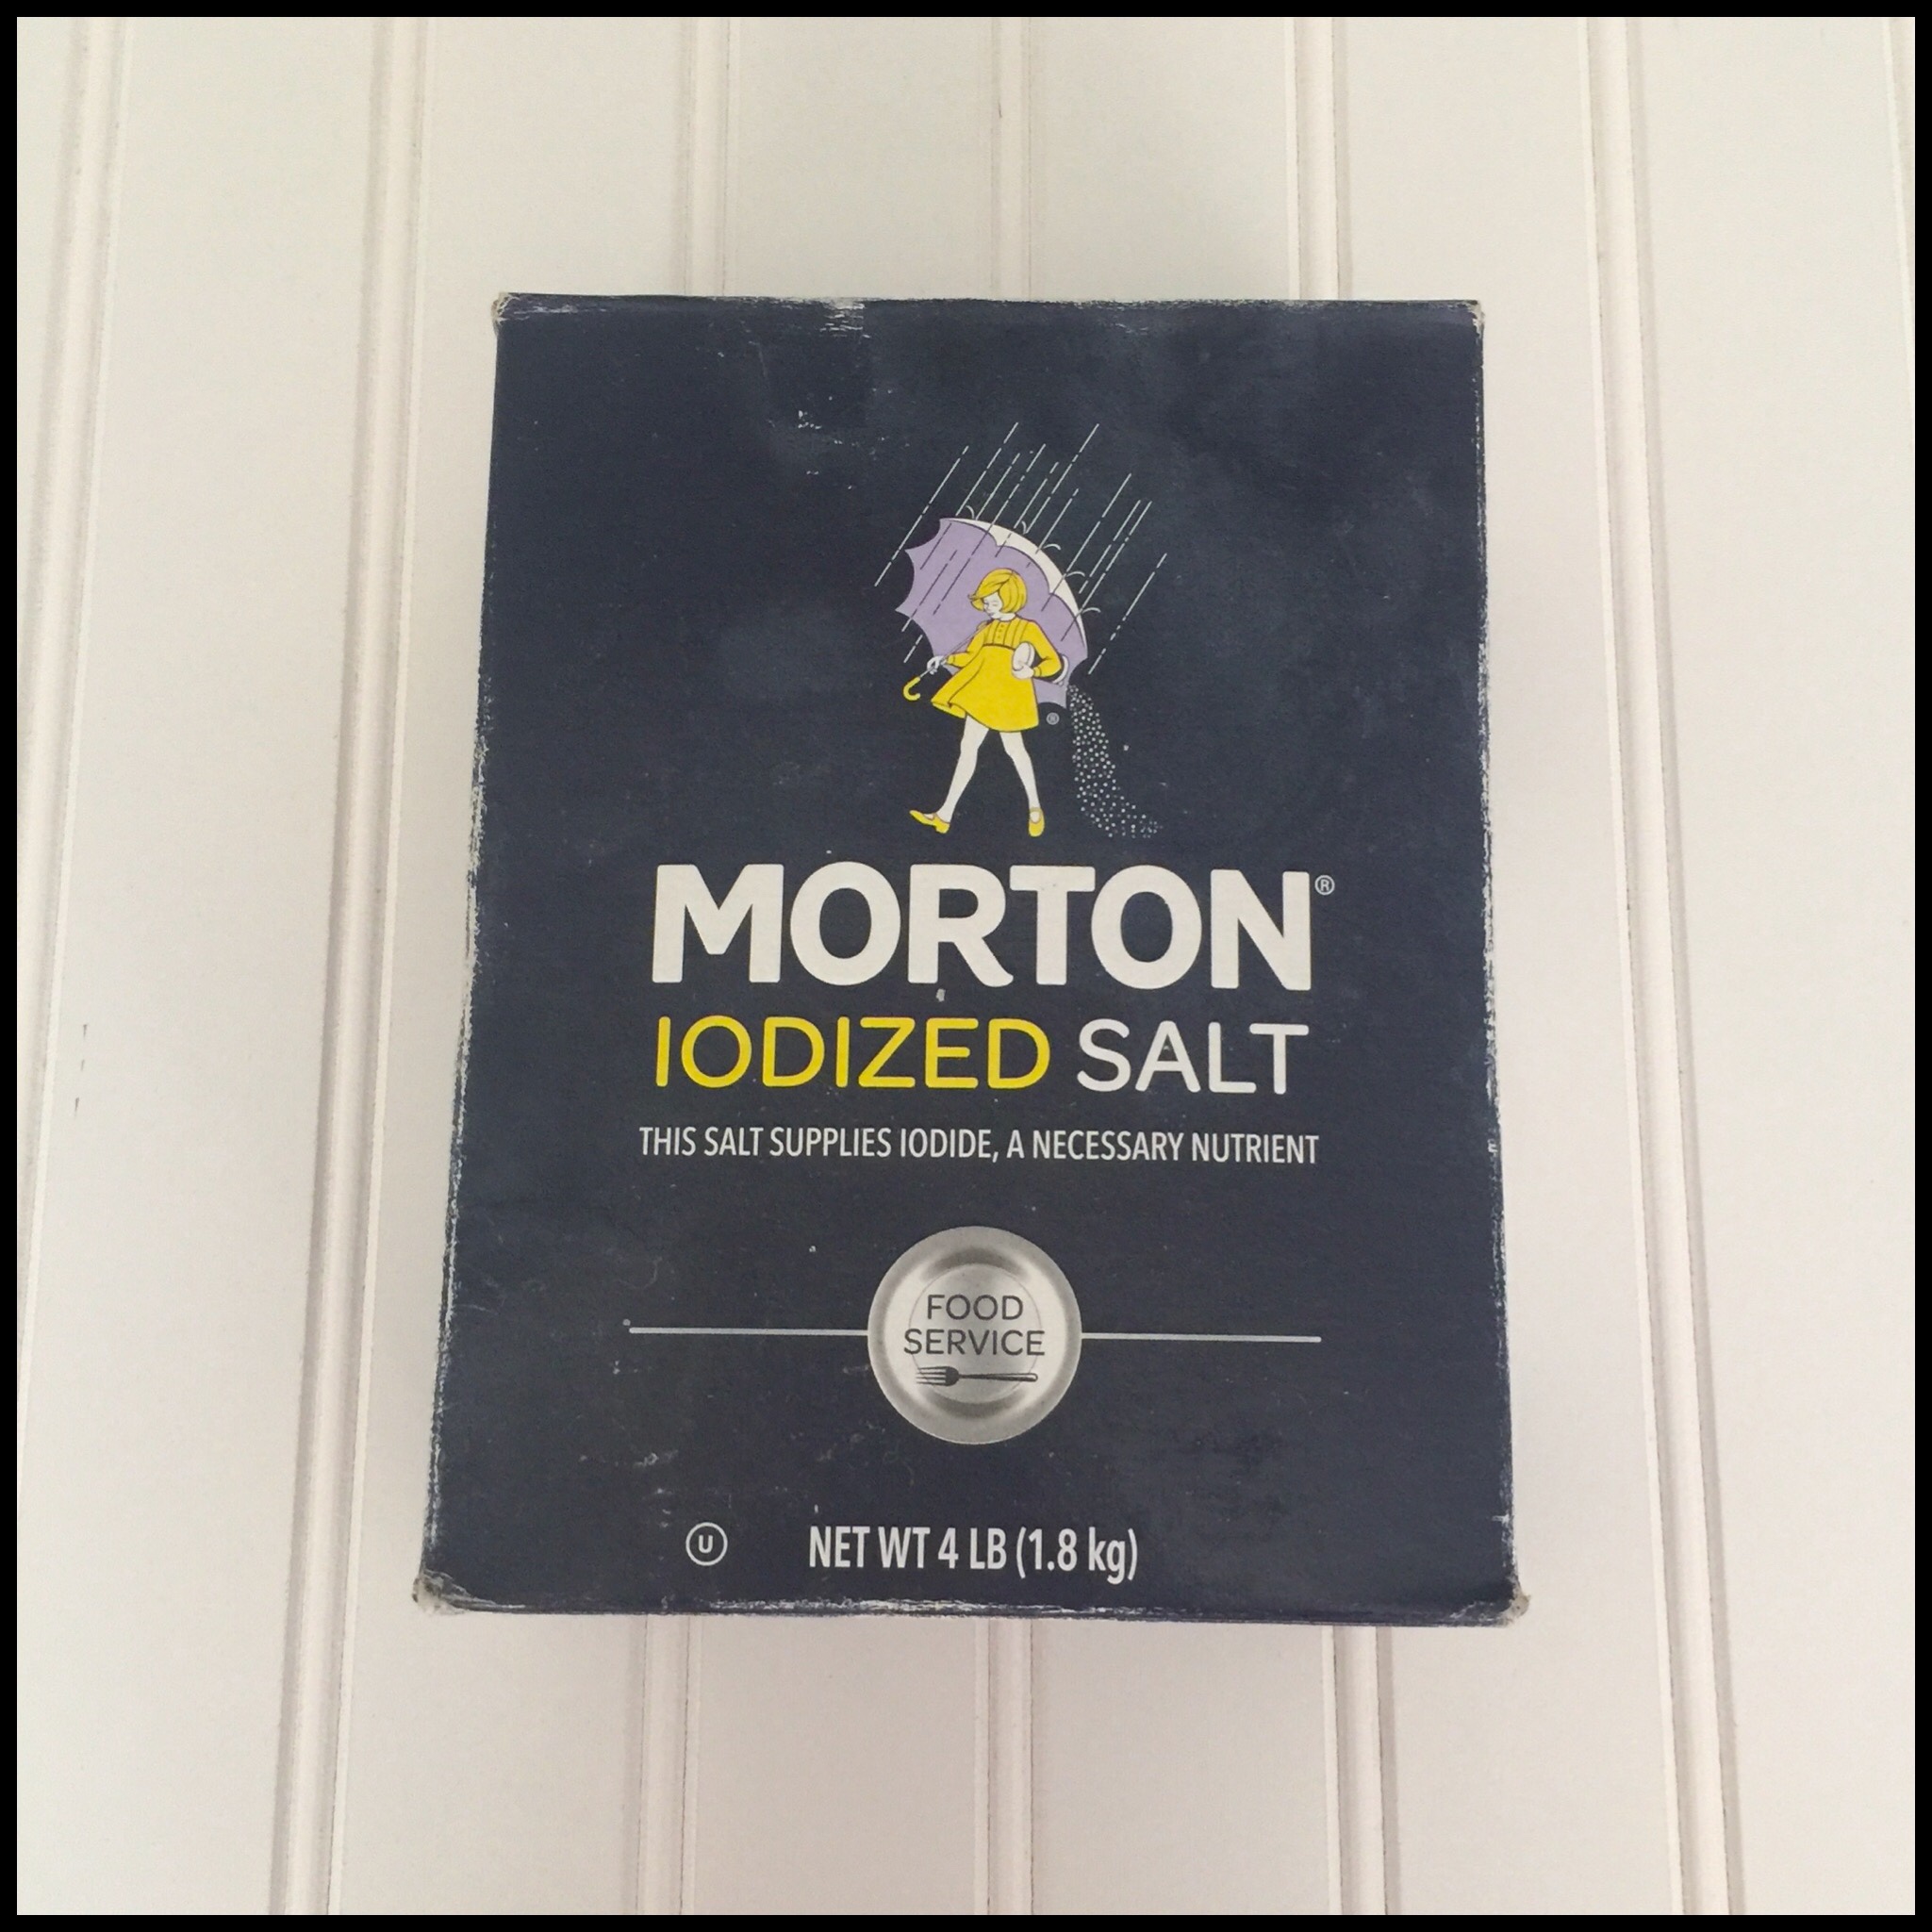 MORTON®
IODIZED SALT
THIS SALT SUPPLIES IODIDE, A NECESSARY NUTRIENT
FOOD
SERVICE
U NET WT 4 LB (1.8 kg)